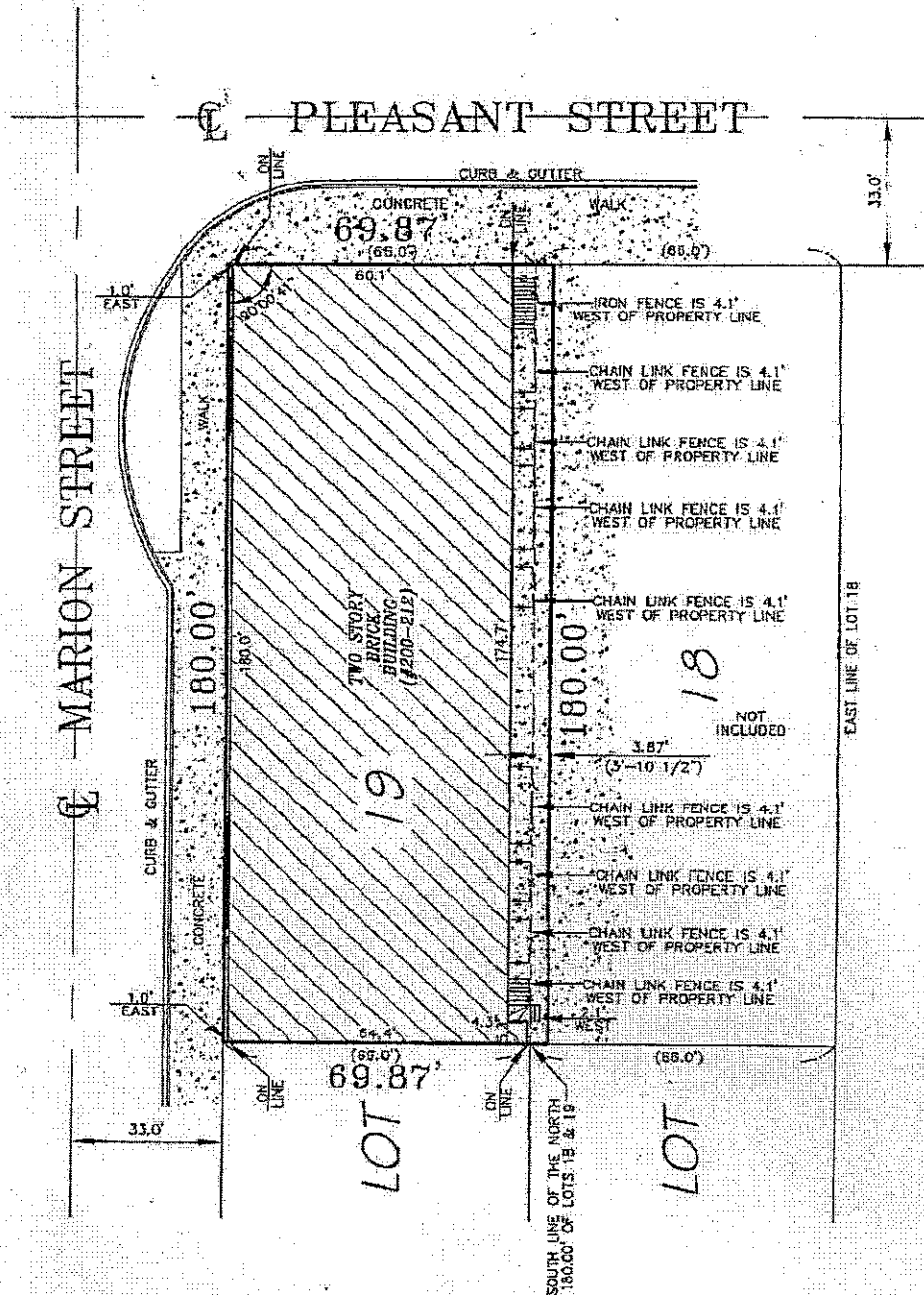 ℄ PLEASANT STREET
33.0'
ON
LINE
CURB & GUTTER
CONCRETE
WALK
69.87'
(66.0')
ON
LINE
(66.0')
60.1'
1.0'
EAST
IRON FENCE IS 4.1'
WEST OF PROPERTY LINE
CHAIN LINK FENCE IS 4.1'
WEST OF PROPERTY LINE
CHAIN LINK FENCE IS 4.1'
WEST OF PROPERTY LINE
CHAIN LINK FENCE IS 4.1'
WEST OF PROPERTY LINE
CHAIN LINK FENCE IS 4.1'
WEST OF PROPERTY LINE
℄ MARION STREET
WALK
180.00'
180.0'
TWO STORY
BRICK
BUILDING
(#200-212)
174.7'
180.00'
18
NOT
INCLUDED
EAST LINE OF LOT 18
3.87'
(3'-10 1/2")
19
CURB & GUTTER
CONCRETE
CHAIN LINK FENCE IS 4.1'
WEST OF PROPERTY LINE
CHAIN LINK FENCE IS 4.1'
WEST OF PROPERTY LINE
CHAIN LINK FENCE IS 4.1'
WEST OF PROPERTY LINE
CHAIN LINK FENCE IS 4.1'
WEST OF PROPERTY LINE
2.1'
WEST
1.0'
EAST
4.3'
64.4'
(66.0')
69.87'
(66.0')
ON
LINE
ON
LINE
33.0'
LOT
SOUTH LINE OF THE NORTH
180.00' OF LOTS 18 & 19
LOT